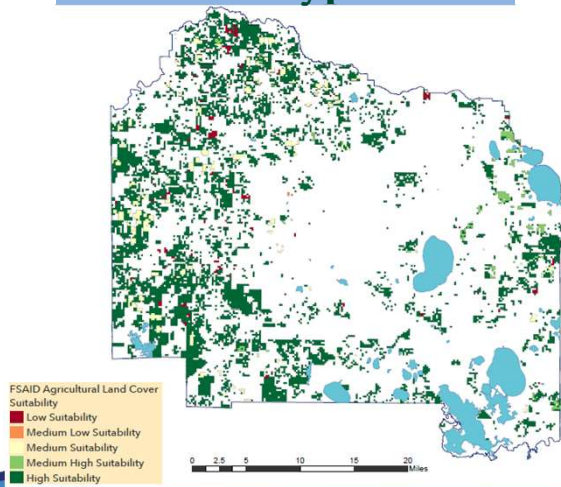 FSAID Agricultural Land Cover
Suitability
Low Suitability
Medium Low Suitability
Medium Suitability
Medium High Suitability
High Suitability
0 2.5 5 10 15 20
Miles